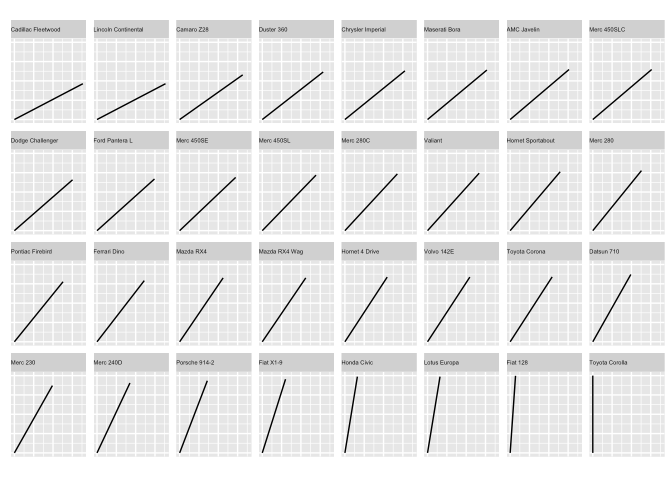 Cadillac Fleetwood
Lincoln Continental
Camaro Z28
Duster 360
Chrysler Imperial
Maserati Bora
AMC Javelin
Merc 450SLC
Dodge Challenger
Ford Pantera L
Merc 450SE
Merc 450SL
Merc 280C
Valiant
Hornet Sportabout
Merc 280
Pontiac Firebird
Ferrari Dino
Mazda RX4
Mazda RX4 Wag
Hornet 4 Drive
Volvo 142E
Toyota Corona
Datsun 710
Merc 230
Merc 240D
Porsche 914-2
Fiat X1-9
Honda Civic
Lotus Europa
Fiat 128
Toyota Corolla